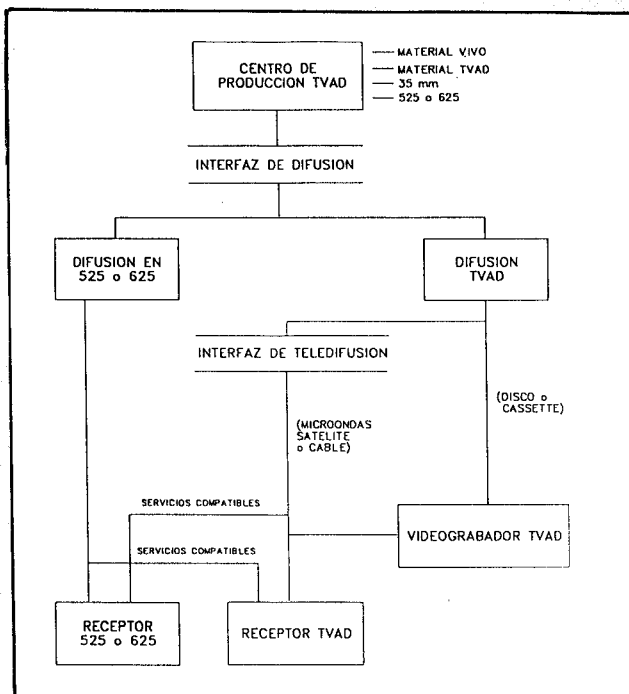 CENTRO DE
PRODUCCION TVAD
MATERIAL VIVO
MATERIAL TVAD
35 mm
525 o 625
INTERFAZ DE DIFUSION
DIFUSION EN
525 o 625
DIFUSION
TVAD
INTERFAZ DE TELEDIFUSION
(DISCO o
CASSETTE)
(MICROONDAS
SATELITE
o CABLE)
SERVICIOS COMPATIBLES
VIDEOGRABADOR TVAD
SERVICIOS COMPATIBLES
RECEPTOR
525 o 625
RECEPTOR TVAD